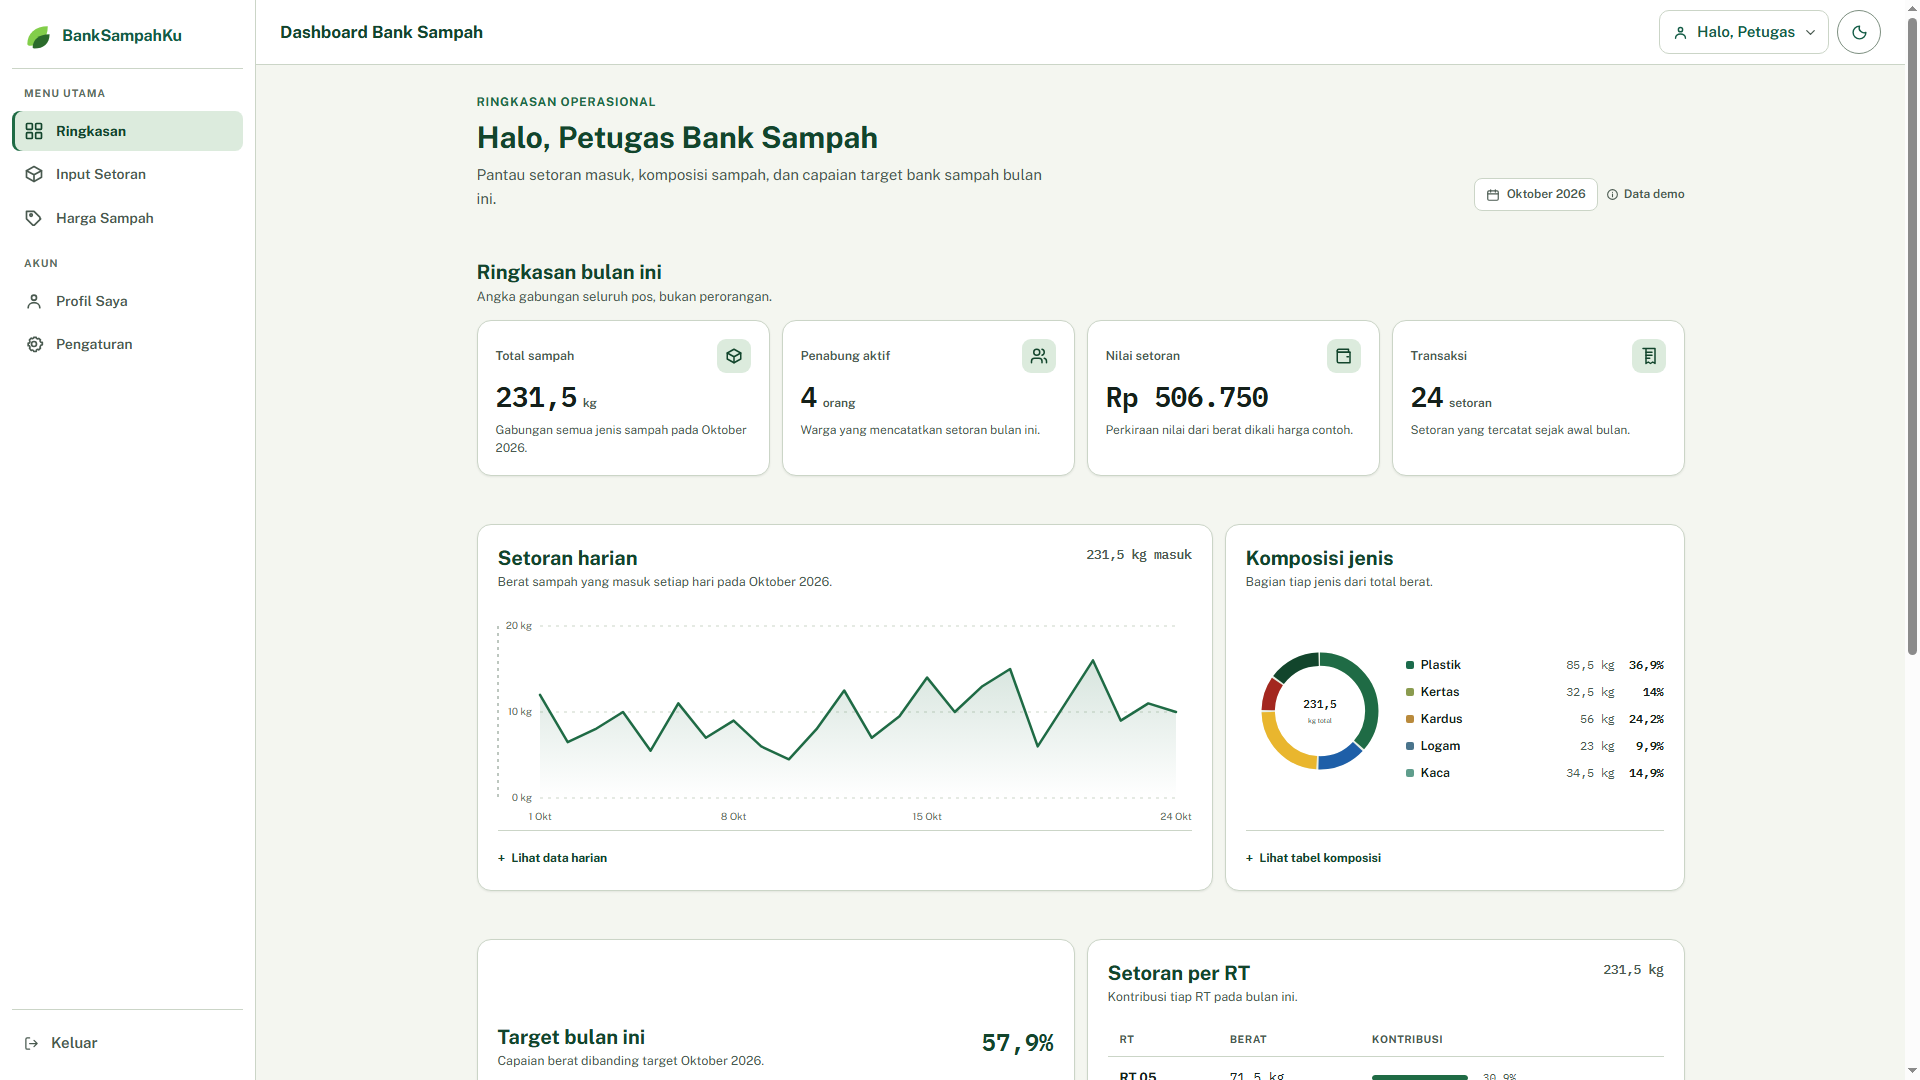 BankSampahKu
MENU UTAMA
Ringkasan
Input Setoran
Harga Sampah
AKUN
Profil Saya
Pengaturan
Keluar
Dashboard Bank Sampah
Halo, Petugas
RINGKASAN OPERASIONAL
Halo, Petugas Bank Sampah
Pantau setoran masuk, komposisi sampah, dan capaian target bank sampah bulan
ini.
Oktober 2026
Data demo
Ringkasan bulan ini
Angka gabungan seluruh pos, bukan perorangan.
Total sampah
231,5 kg
Gabungan semua jenis sampah pada Oktober
2026.
Penabung aktif
4 orang
Warga yang mencatatkan setoran bulan ini.
Nilai setoran
Rp 506.750
Perkiraan nilai dari berat dikali harga contoh.
Transaksi
24 setoran
Setoran yang tercatat sejak awal bulan.
Setoran harian
231,5 kg masuk
Berat sampah yang masuk setiap hari pada Oktober 2026.
20 kg
10 kg
0 kg
1 Okt
8 Okt
15 Okt
24 Okt
+ Lihat data harian
Komposisi jenis
Bagian tiap jenis dari total berat.
231,5
kg total
Plastik 85,5 kg 36,9%
Kertas 32,5 kg 14%
Kardus 56 kg 24,2%
Logam 23 kg 9,9%
Kaca 34,5 kg 14,9%
+ Lihat tabel komposisi
Target bulan ini
57,9%
Capaian berat dibanding target Oktober 2026.
Setoran per RT
231,5 kg
Kontribusi tiap RT pada bulan ini.
RT BERAT KONTRIBUSI
RT 05 71,5 kg 30,9%